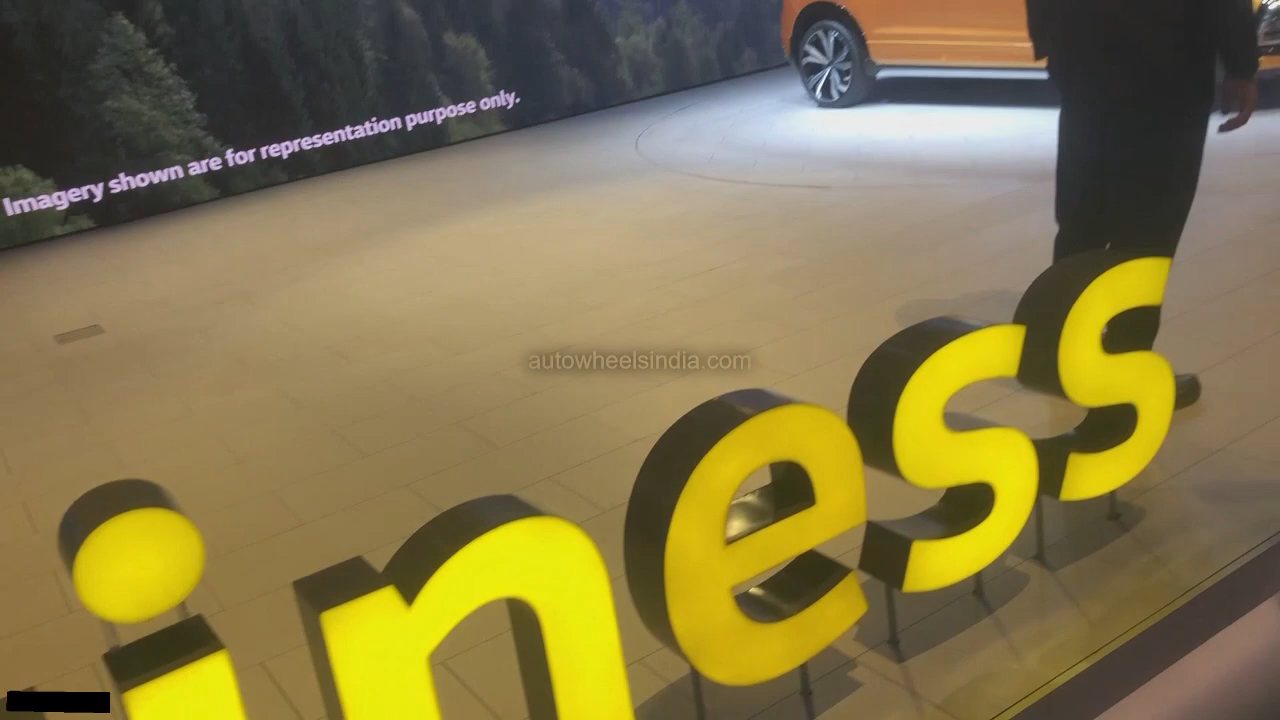 Imagery shown are for representation purpose only.
autowheelsindia.com
iness